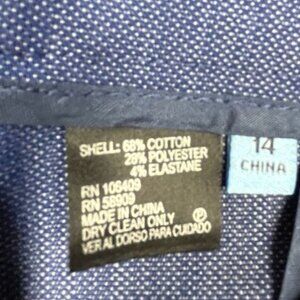 SHELL: 68% COTTON
28% POLYESTER
4% ELASTANE
RN 106409
RN 58909
MADE IN CHINA
DRY CLEAN ONLY P
VER AL DORSO PARA CUIDADO
14
CHINA